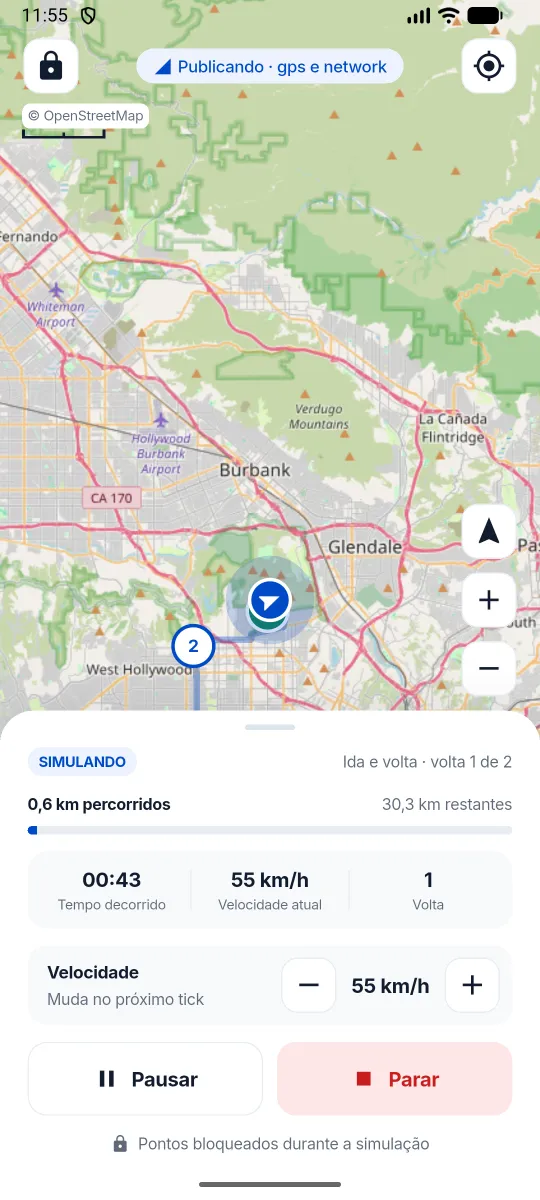 11:55
Publicando · gps e network
© OpenStreetMap
Fernando
Whiteman
Airport
Verdugo
Mountains
La Cañada
Flintridge
Hollywood
Burbank
Airport
Burbank
CA 170
Glendale
2
West Hollywood
SIMULANDO
Ida e volta · volta 1 de 2
0,6 km percorridos
30,3 km restantes
00:43
Tempo decorrido
55 km/h
Velocidade atual
1
Volta
Velocidade
Muda no próximo tick
55 km/h
Pausar
Parar
Pontos bloqueados durante a simulação